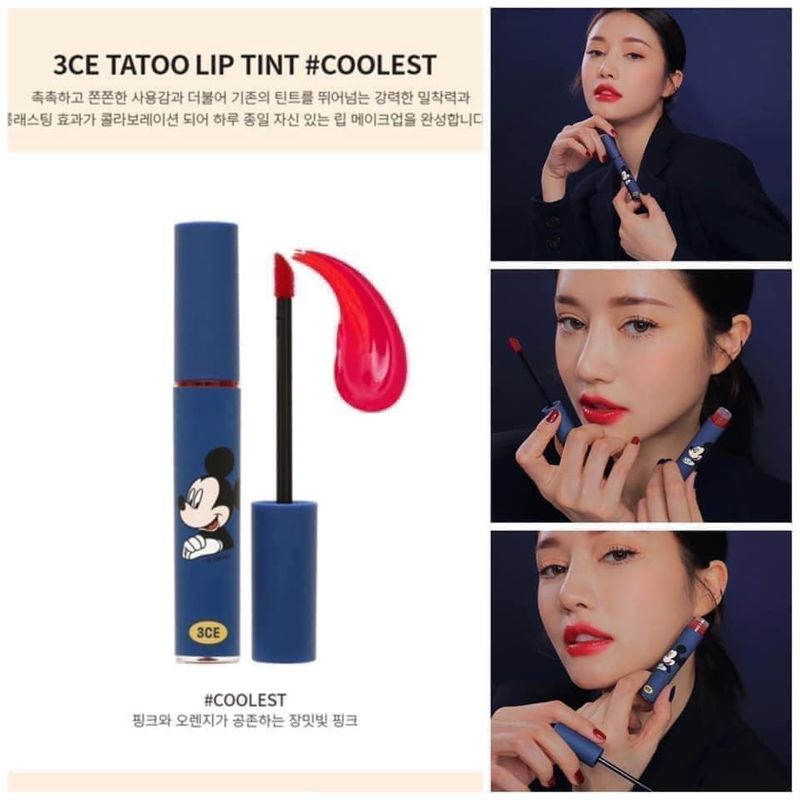 3CE TATOO LIP TINT #COOLEST
촉촉하고 쫀쫀한 사용감과 더불어 기존의 틴트를 뛰어넘는 강력한 밀착력과
롱래스팅 효과가 콜라보레이션 되어 하루 종일 자신 있는 립 메이크업을 완성합니다
3CE
#COOLEST
핑크와 오렌지가 공존하는 장밋빛 핑크